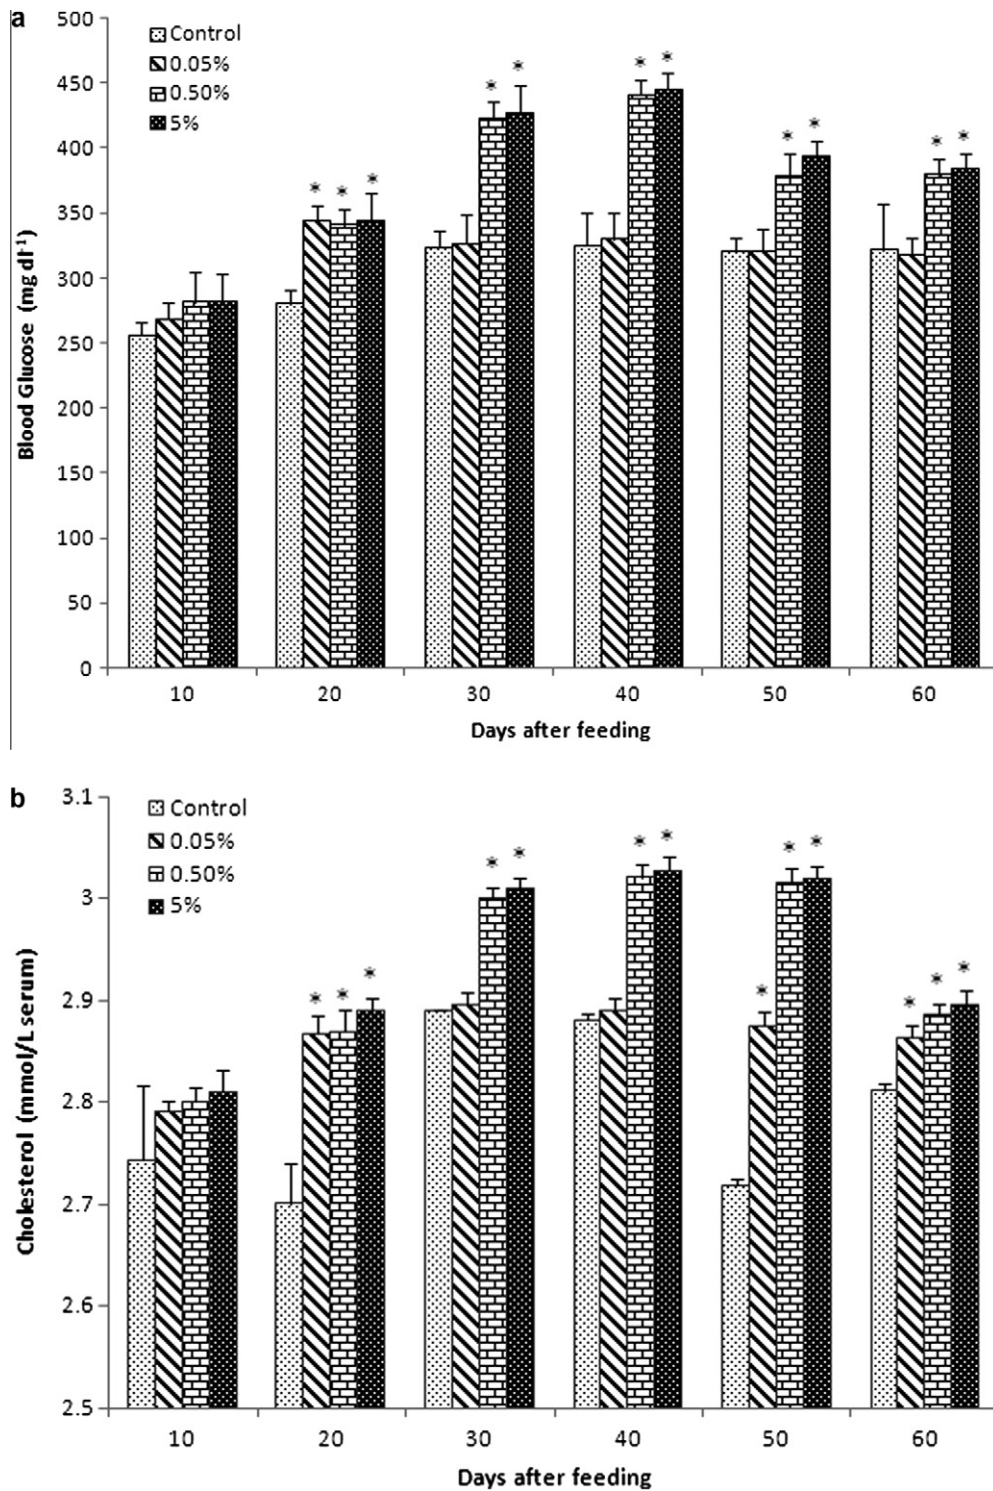 a
500
450
400
350
300
250
200
150
100
50
0
Blood Glucose (mg dl-1)
Control
0.05%
0.50%
5%
* * * * * * * * * * *
10 20 30 40 50 60
Days after feeding
b
3.1
3
2.9
2.8
2.7
2.6
2.5
Cholesterol (mmol/L serum)
Control
0.05%
0.50%
5%
* * * * * * * * * * * * *
10 20 30 40 50 60
Days after feeding